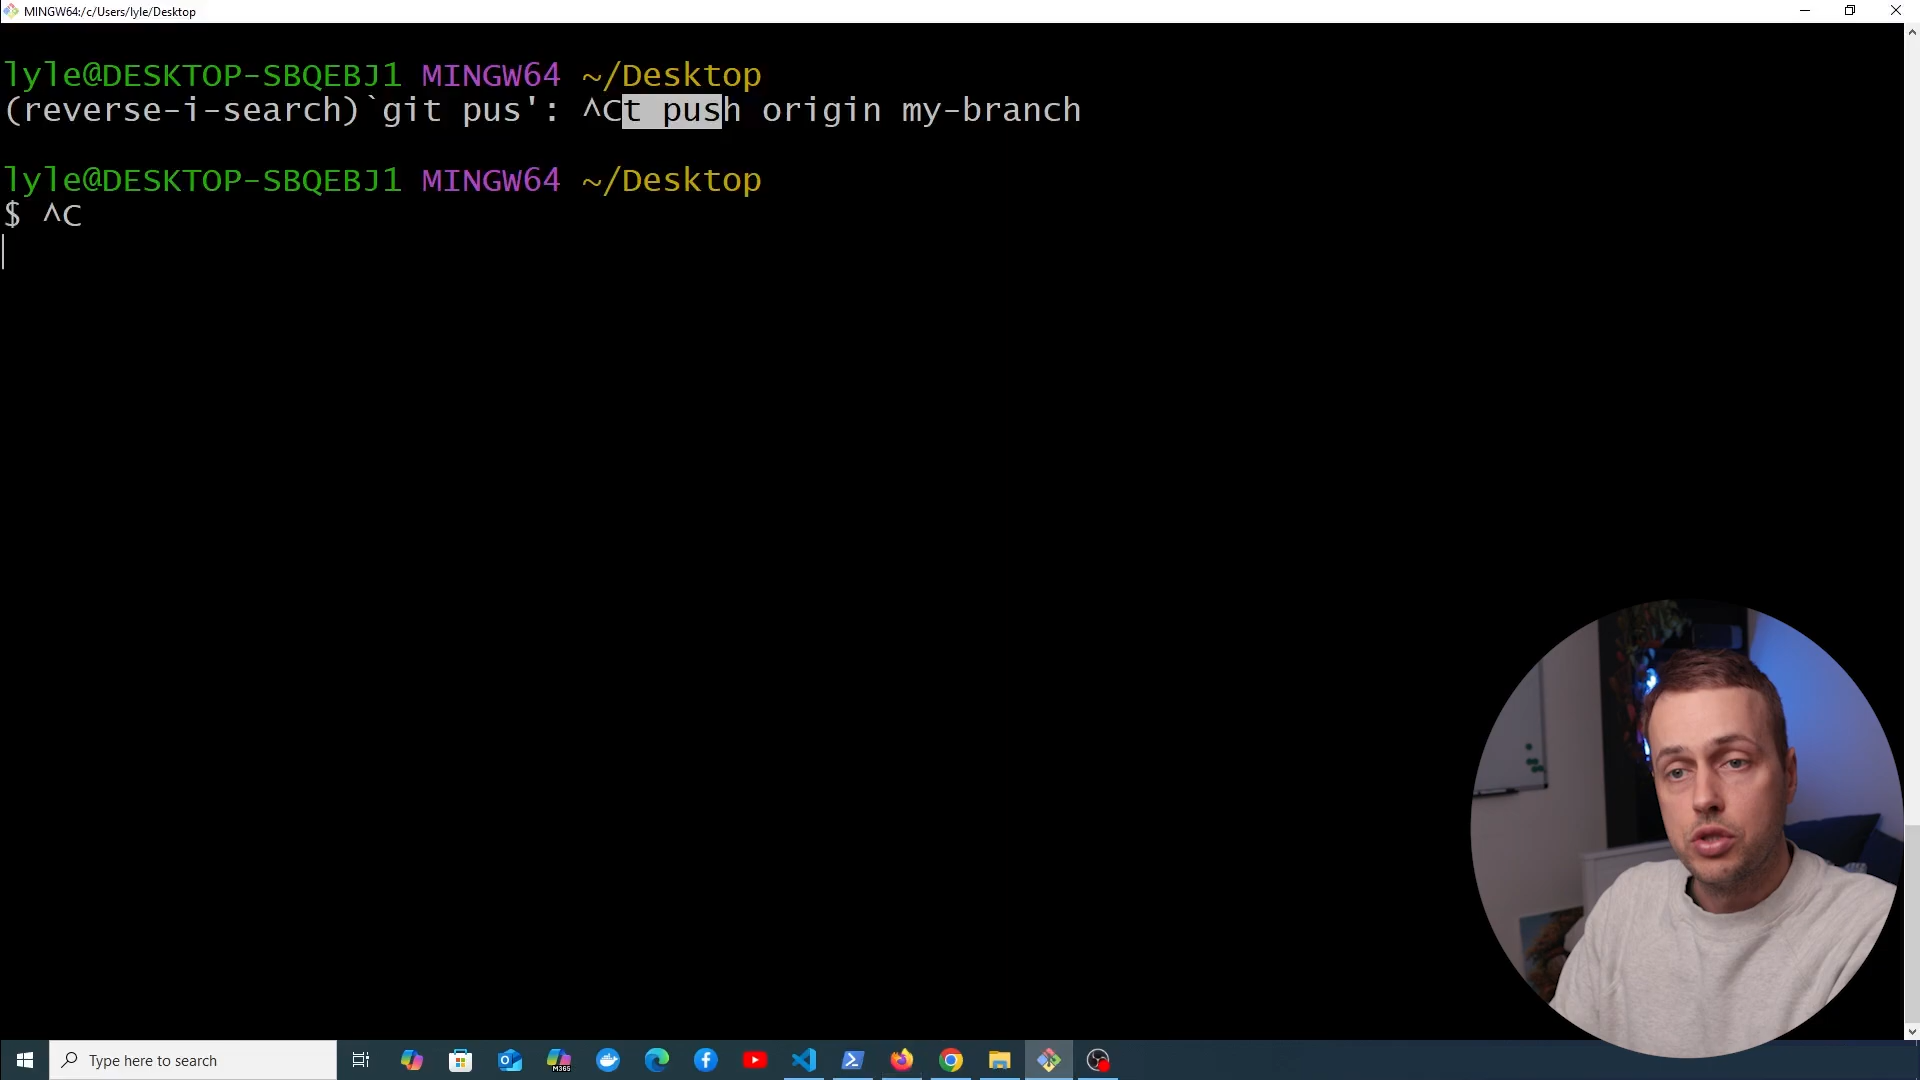 MINGW64:/c/Users/lyle/Desktop
lyle@DESKTOP-SBQEBJ1 MINGW64 ~/Desktop
(reverse-i-search)`git pus': ^Ct push origin my-branch
lyle@DESKTOP-SBQEBJ1 MINGW64 ~/Desktop
$ ^C
Type here to search
M365